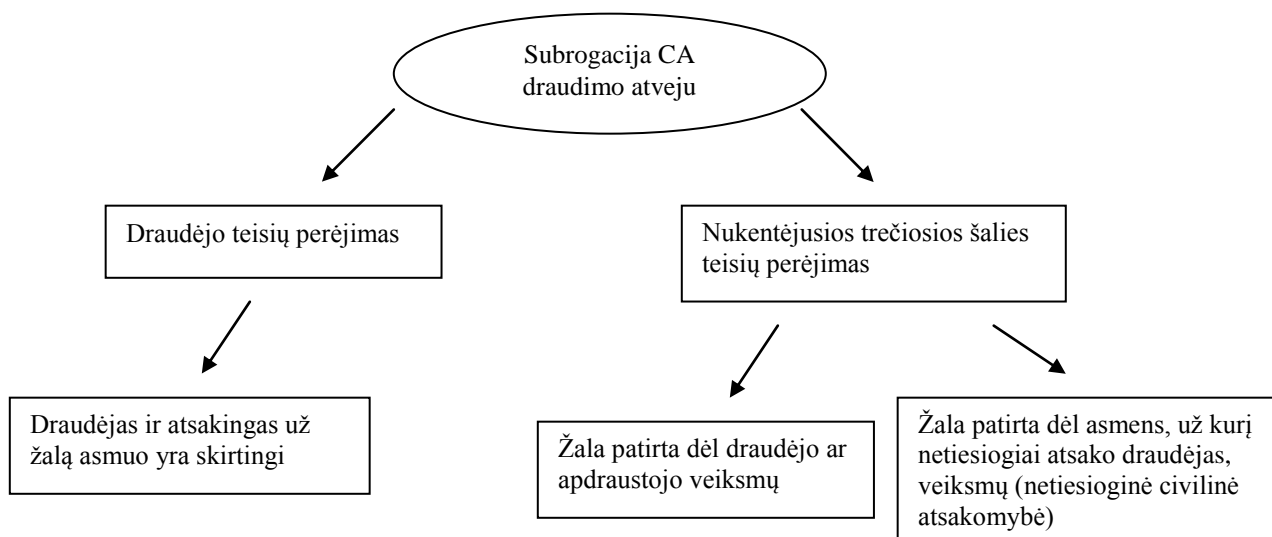 Subrogacija CA
draudimo atveju
Draudėjo teisių perėjimas
Nukentėjusios trečiosios šalies
teisių perėjimas
Draudėjas ir atsakingas už
žalą asmuo yra skirtingi
Žala patirta dėl draudėjo ar
apdraustojo veiksmų
Žala patirta dėl asmens, už kurį
netiesiogiai atsako draudėjas,
veiksmų (netiesioginė civilinė
atsakomybė)